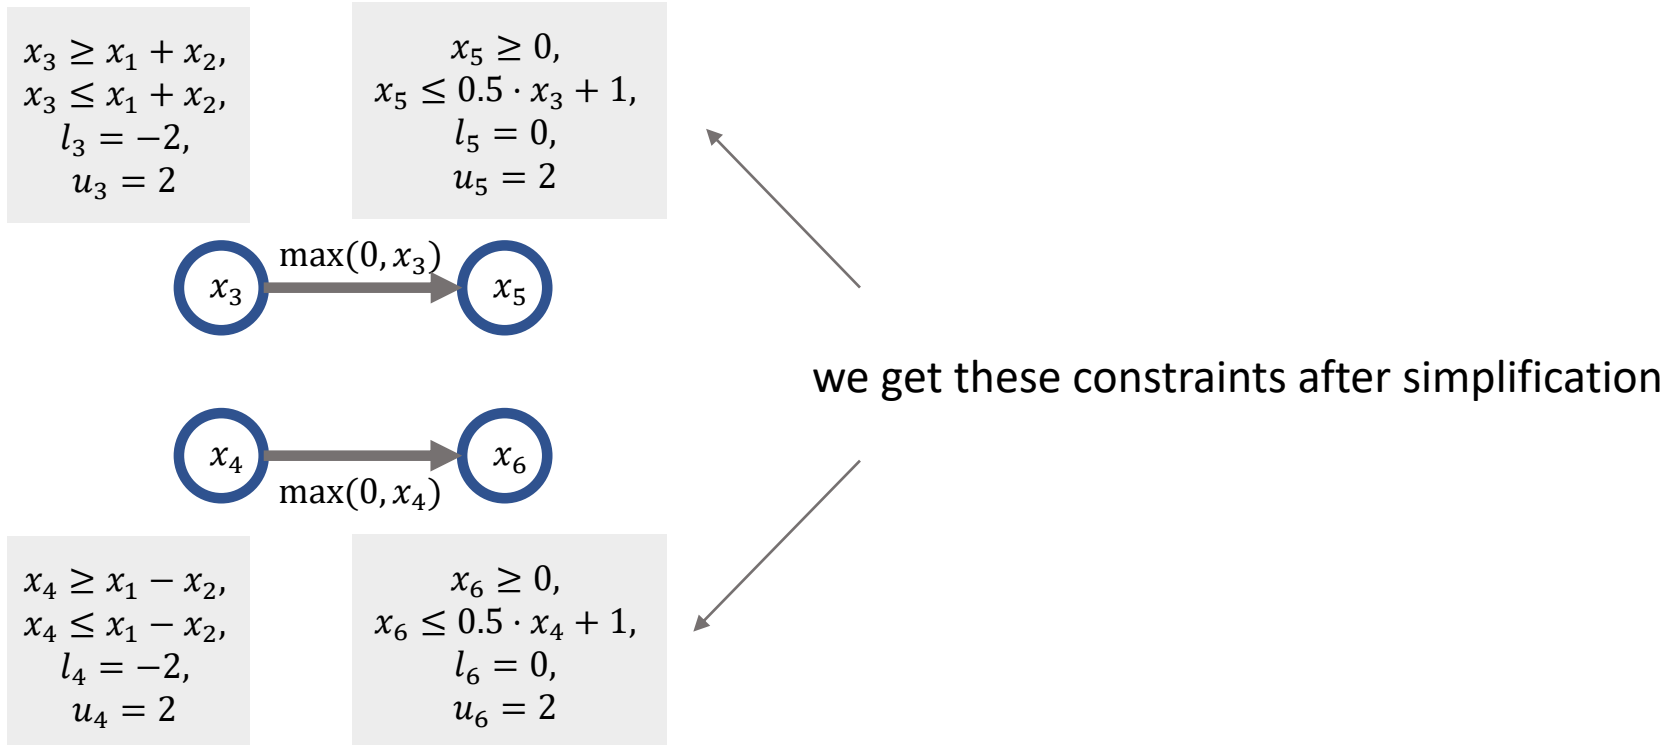 x₃ ≥ x₁ + x₂,
x₃ ≤ x₁ + x₂,
l₃ = −2,
u₃ = 2
x₅ ≥ 0,
x₅ ≤ 0.5 · x₃ + 1,
l₅ = 0,
u₅ = 2
max(0, x₃)
x₃
x₅
we get these constraints after simplification
x₄
x₆
max(0, x₄)
x₄ ≥ x₁ − x₂,
x₄ ≤ x₁ − x₂,
l₄ = −2,
u₄ = 2
x₆ ≥ 0,
x₆ ≤ 0.5 · x₄ + 1,
l₆ = 0,
u₆ = 2